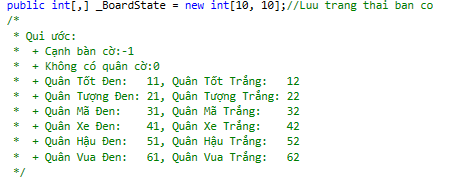 public int[,] _BoardState = new int[10, 10];//Luu trang thai ban co
/*
* Qui ước:
* + Cạnh bàn cờ:-1
* + Không có quân cờ:0
* + Quân Tốt Đen: 11, Quân Tốt Trắng: 12
* + Quân Tượng Đen: 21, Quân Tượng Trắng: 22
* + Quân Mã Đen: 31, Quân Mã Trắng: 32
* + Quân Xe Đen: 41, Quân Xe Trắng: 42
* + Quân Hậu Đen: 51, Quân Hậu Trắng: 52
* + Quân Vua Đen: 61, Quân Vua Trắng: 62
*/